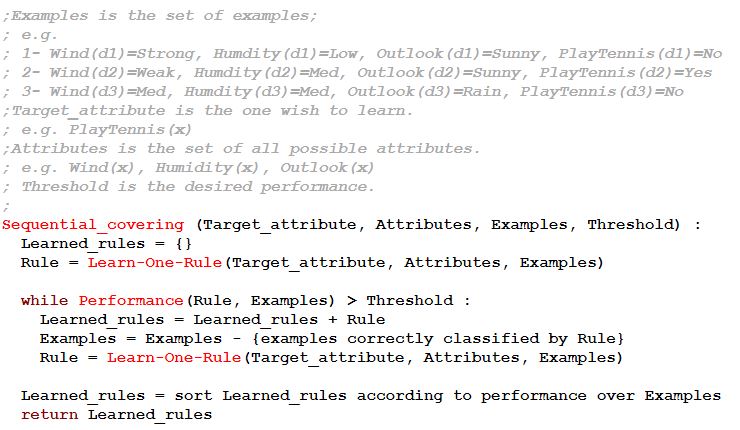 ;Examples is the set of examples;
; e.g.
; 1- Wind(d1)=Strong, Humdity(d1)=Low, Outlook(d1)=Sunny, PlayTennis(d1)=No
; 2- Wind(d2)=Weak, Humdity(d2)=Med, Outlook(d2)=Sunny, PlayTennis(d2)=Yes
; 3- Wind(d3)=Med, Humdity(d3)=Med, Outlook(d3)=Rain, PlayTennis(d3)=No
;Target_attribute is the one wish to learn.
; e.g. PlayTennis(x)
;Attributes is the set of all possible attributes.
; e.g. Wind(x), Humidity(x), Outlook(x)
; Threshold is the desired performance.
;
Sequential_covering (Target_attribute, Attributes, Examples, Threshold) :
  Learned_rules = {}
  Rule = Learn-One-Rule(Target_attribute, Attributes, Examples)

  while Performance(Rule, Examples) > Threshold :
    Learned_rules = Learned_rules + Rule
    Examples = Examples - {examples correctly classified by Rule}
    Rule = Learn-One-Rule(Target_attribute, Attributes, Examples)

  Learned_rules = sort Learned_rules according to performance over Examples
  return Learned_rules